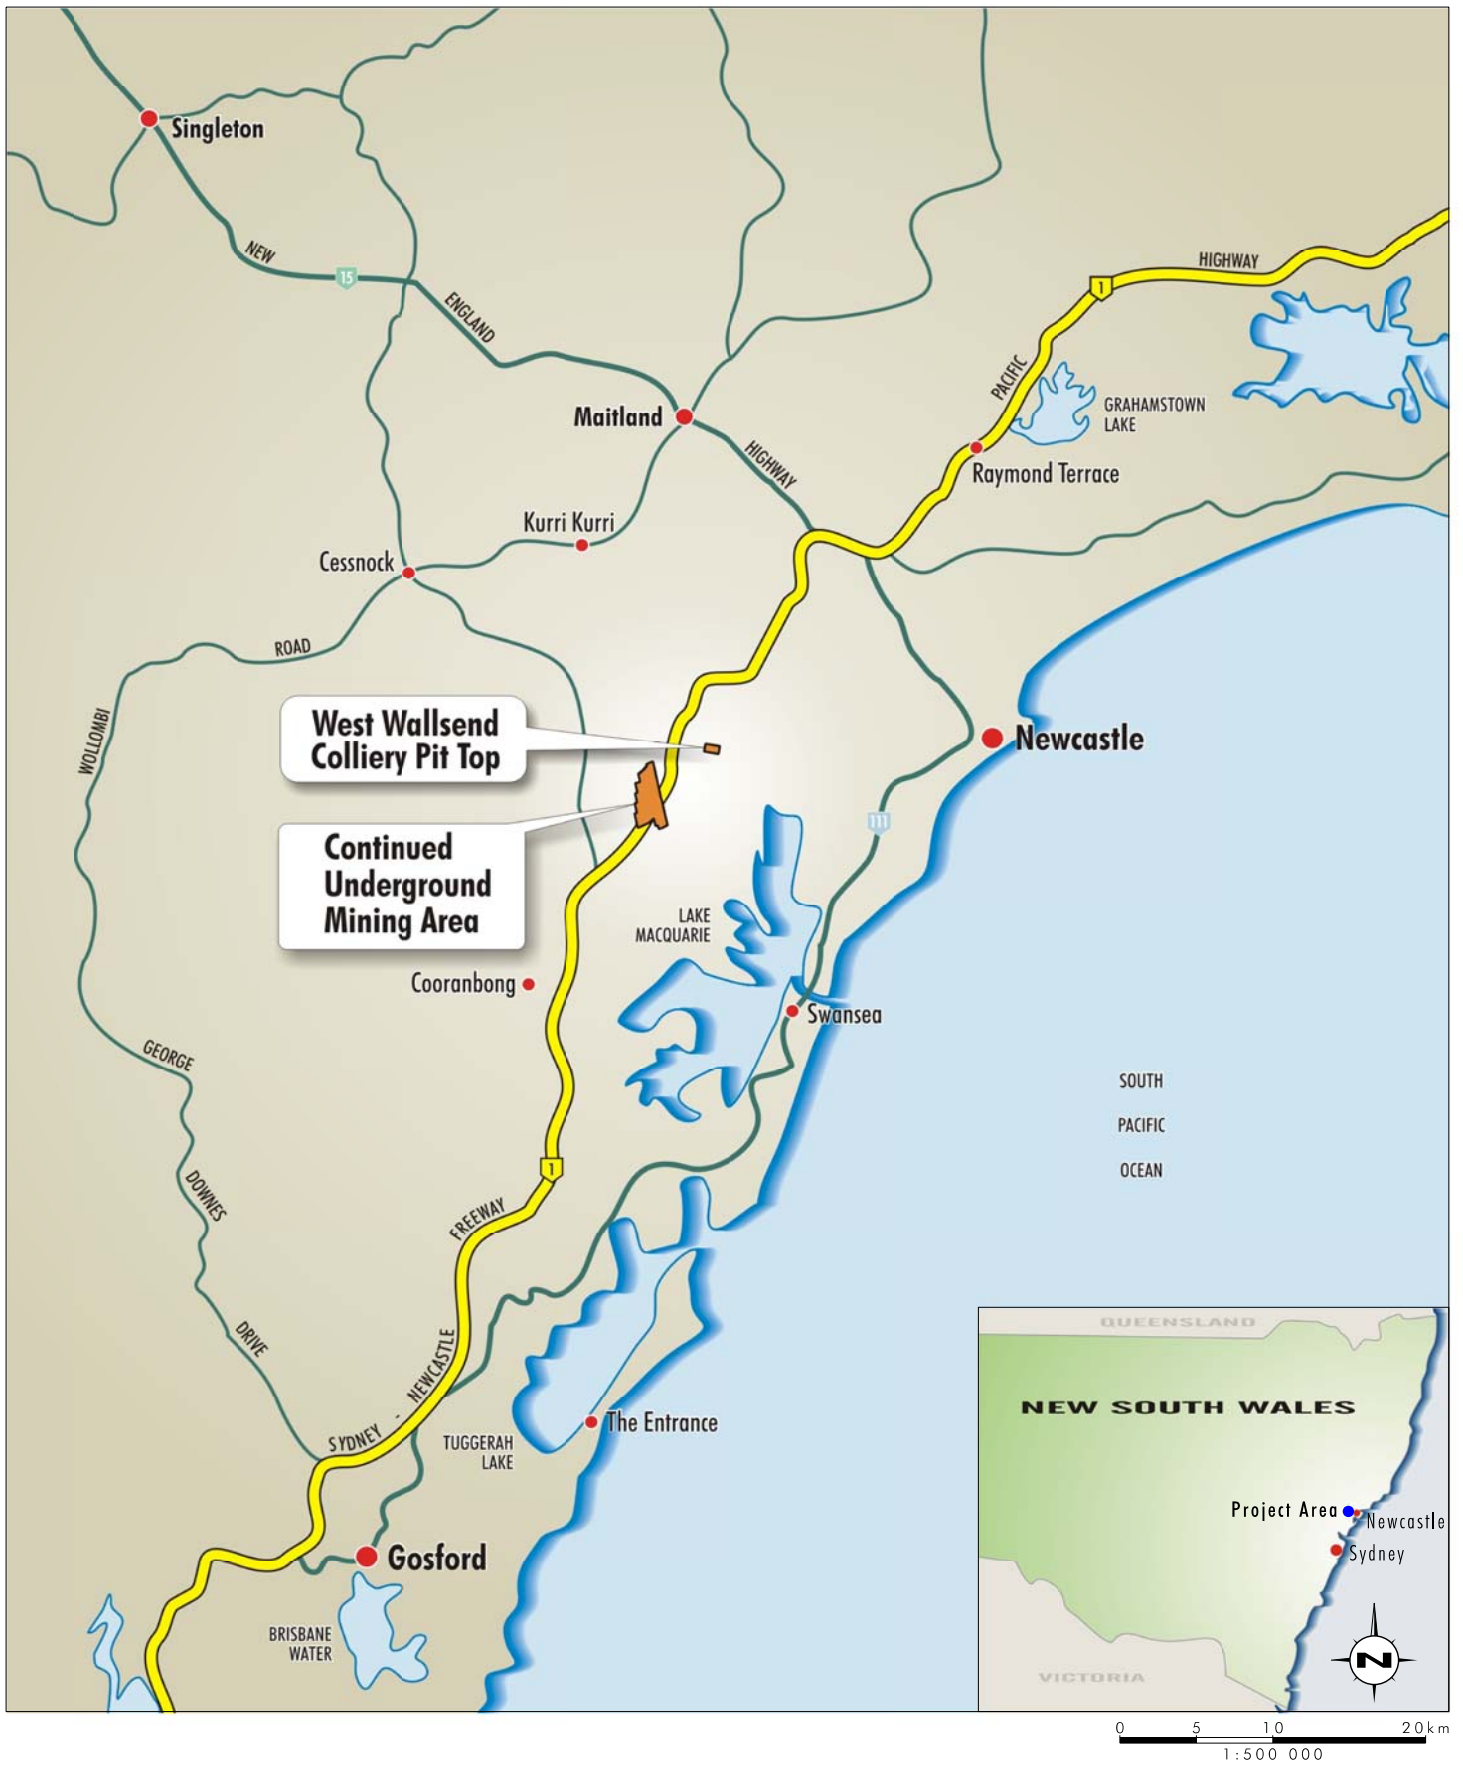 Singleton
NEW
15
ENGLAND
HIGHWAY
1
PACIFIC
GRAHAMSTOWN
LAKE
Maitland
HIGHWAY
Raymond Terrace
Kurri Kurri
Cessnock
ROAD
West Wallsend
Colliery Pit Top
WOLLOMBI
Newcastle
111
Continued
Underground
Mining Area
LAKE
MACQUARIE
Cooranbong
Swansea
GEORGE
SOUTH
PACIFIC
OCEAN
1
DOWNES
FREEWAY
DRIVE
NEWCASTLE
-
SYDNEY
The Entrance
TUGGERAH
LAKE
Gosford
BRISBANE
WATER
QUEENSLAND
NEW SOUTH WALES
Project Area
Newcastle
Sydney
VICTORIA
N
0 5 10 20km
1:500 000